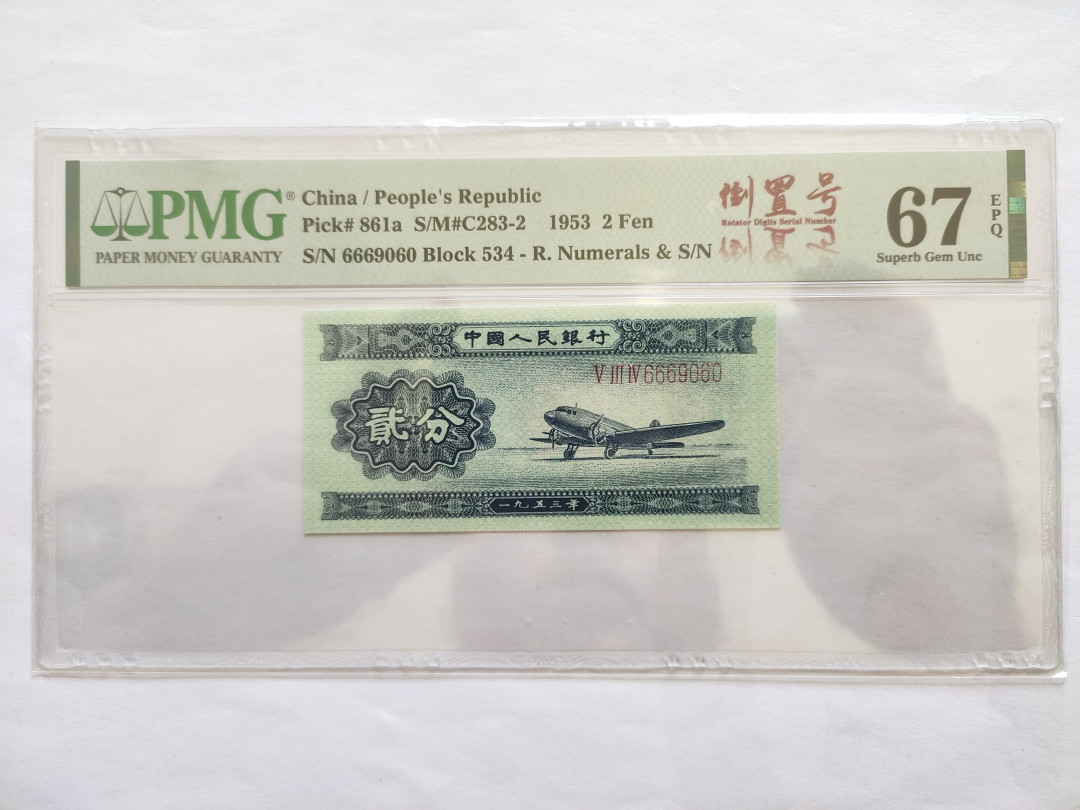 PMG®
PAPER MONEY GUARANTY
China / People's Republic
Pick# 861a S/M#C283-2 1953 2 Fen
S/N 6669060 Block 534 - R. Numerals & S/N
倒置号
Rotator Digits Serial Number
67
EPQ
Superb Gem Unc
中國人民銀行
V III IV 6669060
貳分
一九五三年